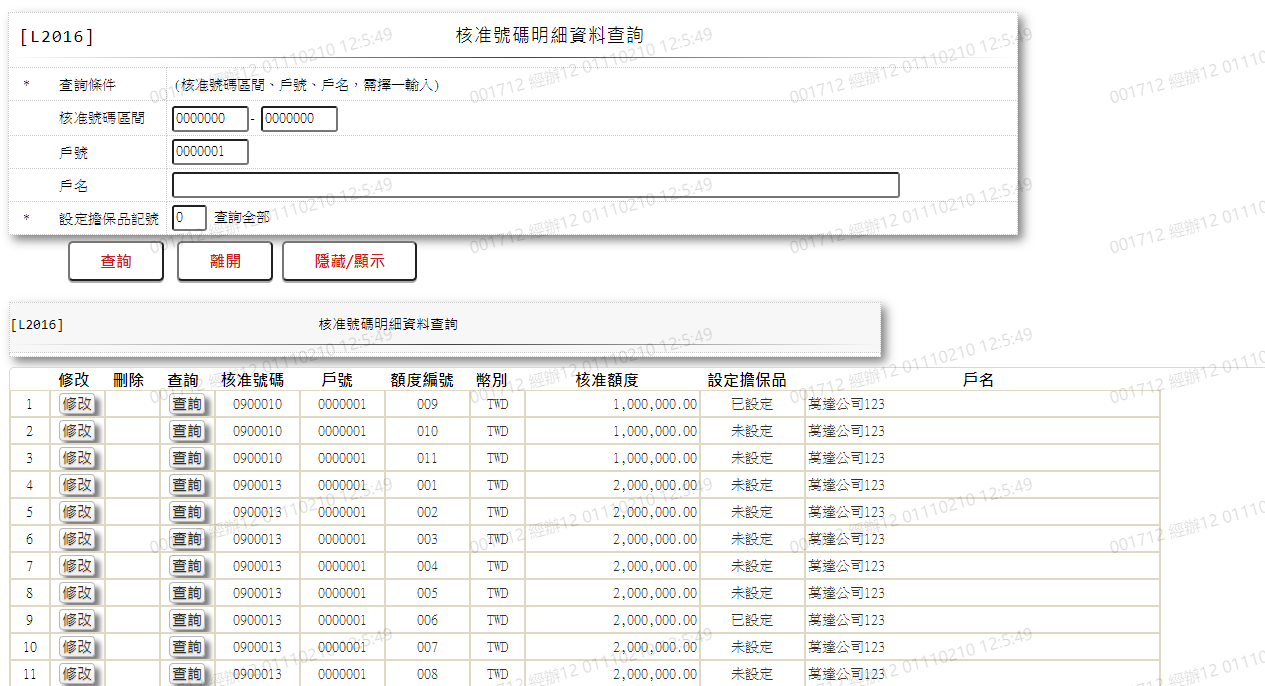 [L2016] 核准號碼明細資料查詢
* 查詢條件 (核准號碼區間、戶號、戶名，需擇一輸入)
核准號碼區間 0000000 - 0000000
戶號 0000001
戶名
* 設定擔保品記號 0 查詢全部
查詢 離開 隱藏/顯示
[L2016] 核准號碼明細資料查詢
修改 刪除 查詢 核准號碼 戶號 額度編號 幣別 核准額度 設定擔保品 戶名
1 修改 查詢 0900010 0000001 009 TWD 1,000,000.00 已設定 萬達公司123
2 修改 查詢 0900010 0000001 010 TWD 1,000,000.00 未設定 萬達公司123
3 修改 查詢 0900010 0000001 011 TWD 1,000,000.00 未設定 萬達公司123
4 修改 查詢 0900013 0000001 001 TWD 2,000,000.00 未設定 萬達公司123
5 修改 查詢 0900013 0000001 002 TWD 2,000,000.00 未設定 萬達公司123
6 修改 查詢 0900013 0000001 003 TWD 2,000,000.00 未設定 萬達公司123
7 修改 查詢 0900013 0000001 004 TWD 2,000,000.00 未設定 萬達公司123
8 修改 查詢 0900013 0000001 005 TWD 2,000,000.00 未設定 萬達公司123
9 修改 查詢 0900013 0000001 006 TWD 2,000,000.00 已設定 萬達公司123
10 修改 查詢 0900013 0000001 007 TWD 2,000,000.00 未設定 萬達公司123
11 修改 查詢 0900013 0000001 008 TWD 2,000,000.00 未設定 萬達公司123
001712 經辦12 01110210 12:5:49